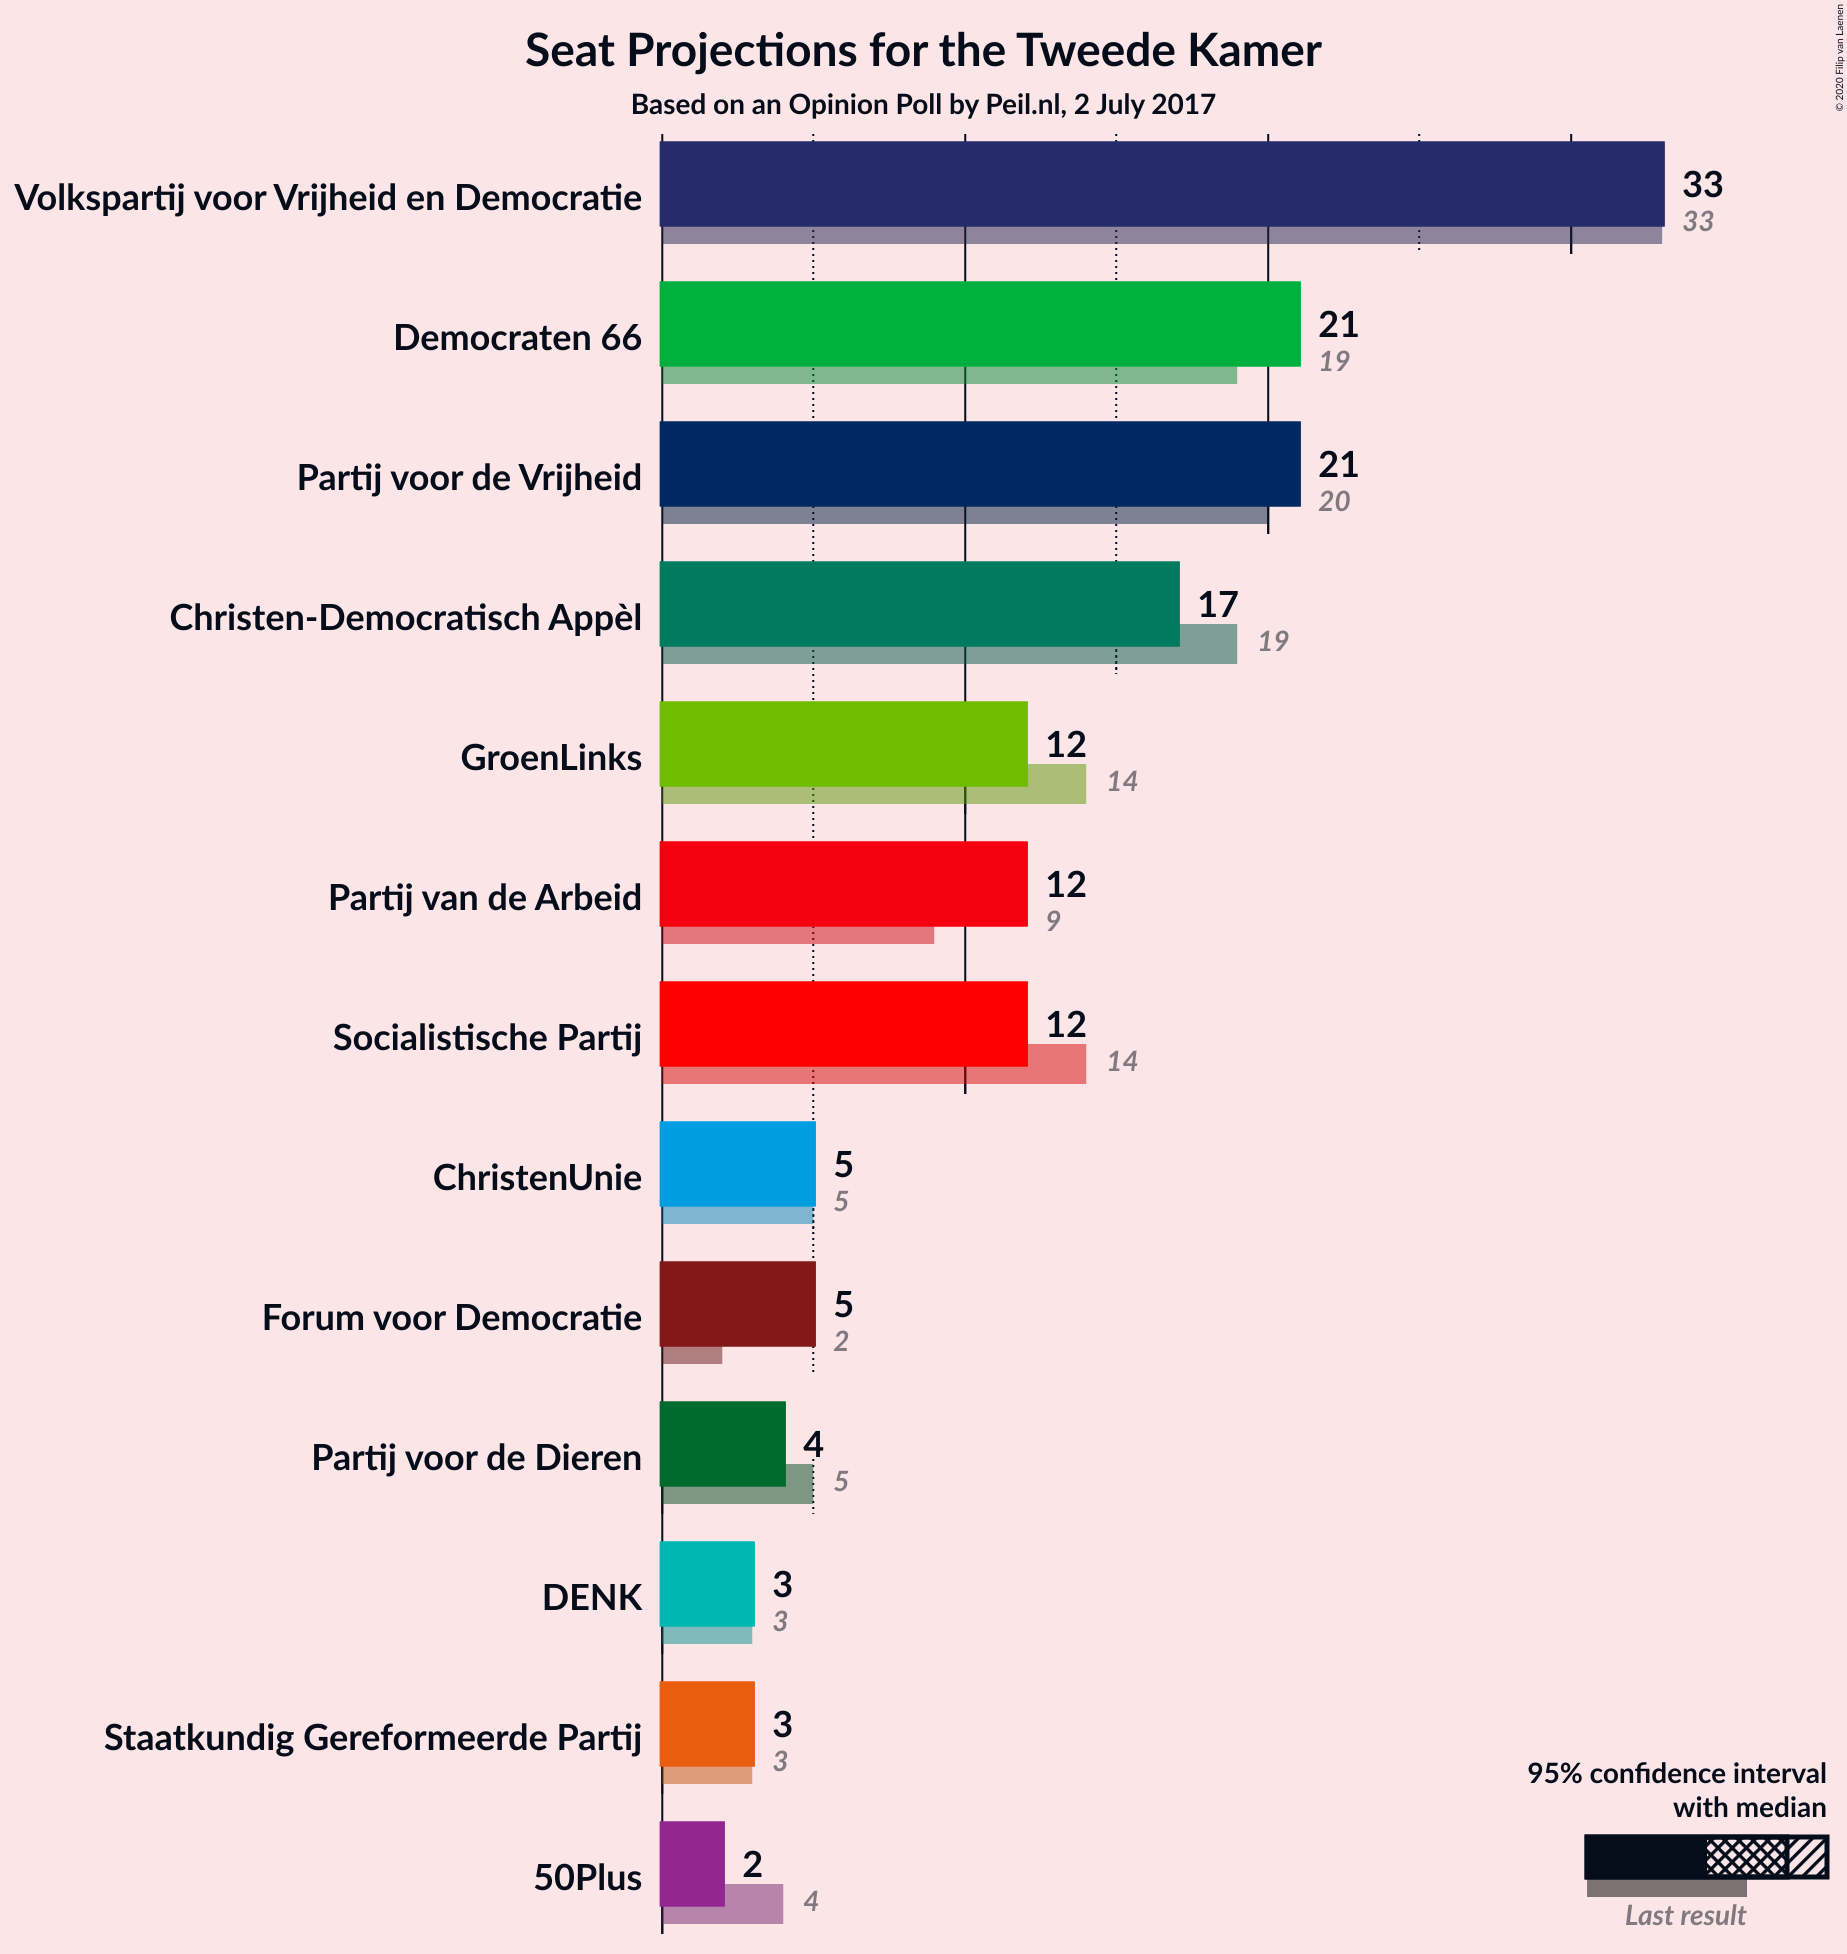 Seat Projections for the Tweede Kamer
Based on an Opinion Poll by Peil.nl, 2 July 2017
© 2020 Filip van Laenen
Volkspartij voor Vrijheid en Democratie
33
33
Democraten 66
21
19
Partij voor de Vrijheid
21
20
Christen-Democratisch Appèl
17
19
GroenLinks
12
14
Partij van de Arbeid
12
9
Socialistische Partij
12
14
ChristenUnie
5
5
Forum voor Democratie
5
2
Partij voor de Dieren
4
5
DENK
3
3
Staatkundig Gereformeerde Partij
3
3
50Plus
2
4
95% confidence interval
with median
Last result